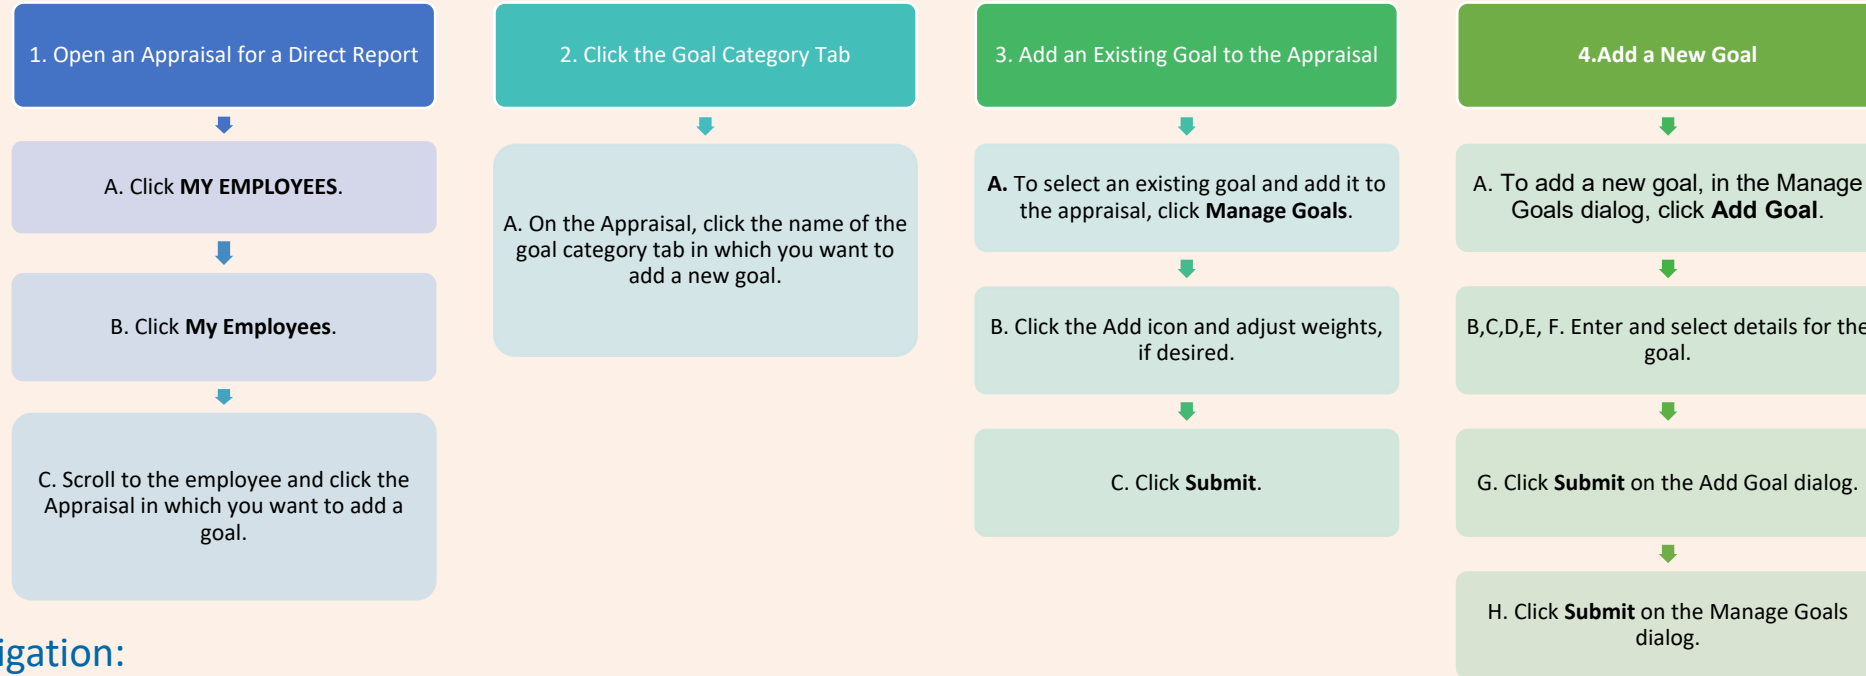 1. Open an Appraisal for a Direct Report
A. Click MY EMPLOYEES.
B. Click My Employees.
C. Scroll to the employee and click the
Appraisal in which you want to add a
goal.
2. Click the Goal Category Tab
A. On the Appraisal, click the name of the
goal category tab in which you want to
add a new goal.
3. Add an Existing Goal to the Appraisal
A. To select an existing goal and add it to
the appraisal, click Manage Goals.
B. Click the Add icon and adjust weights,
if desired.
C. Click Submit.
4.Add a New Goal
A. To add a new goal, in the Manage
Goals dialog, click Add Goal.
B,C,D,E, F. Enter and select details for the
goal.
G. Click Submit on the Add Goal dialog.
H. Click Submit on the Manage Goals
dialog.
igation: